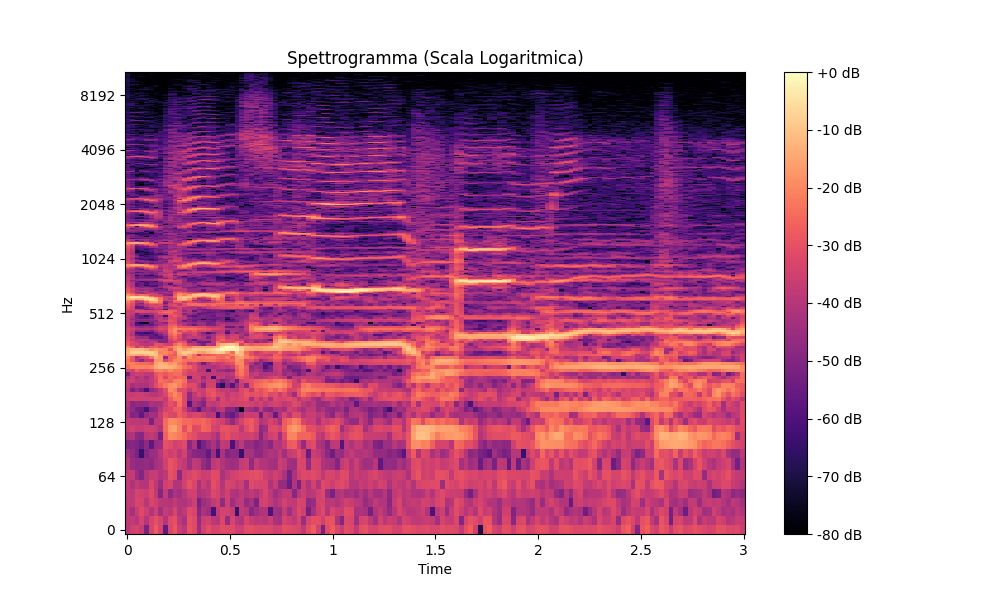 Spettrogramma (Scala Logaritmica)
Hz
8192
4096
2048
1024
512
256
128
64
0
0 0.5 1 1.5 2 2.5 3
Time
+0 dB
-10 dB
-20 dB
-30 dB
-40 dB
-50 dB
-60 dB
-70 dB
-80 dB